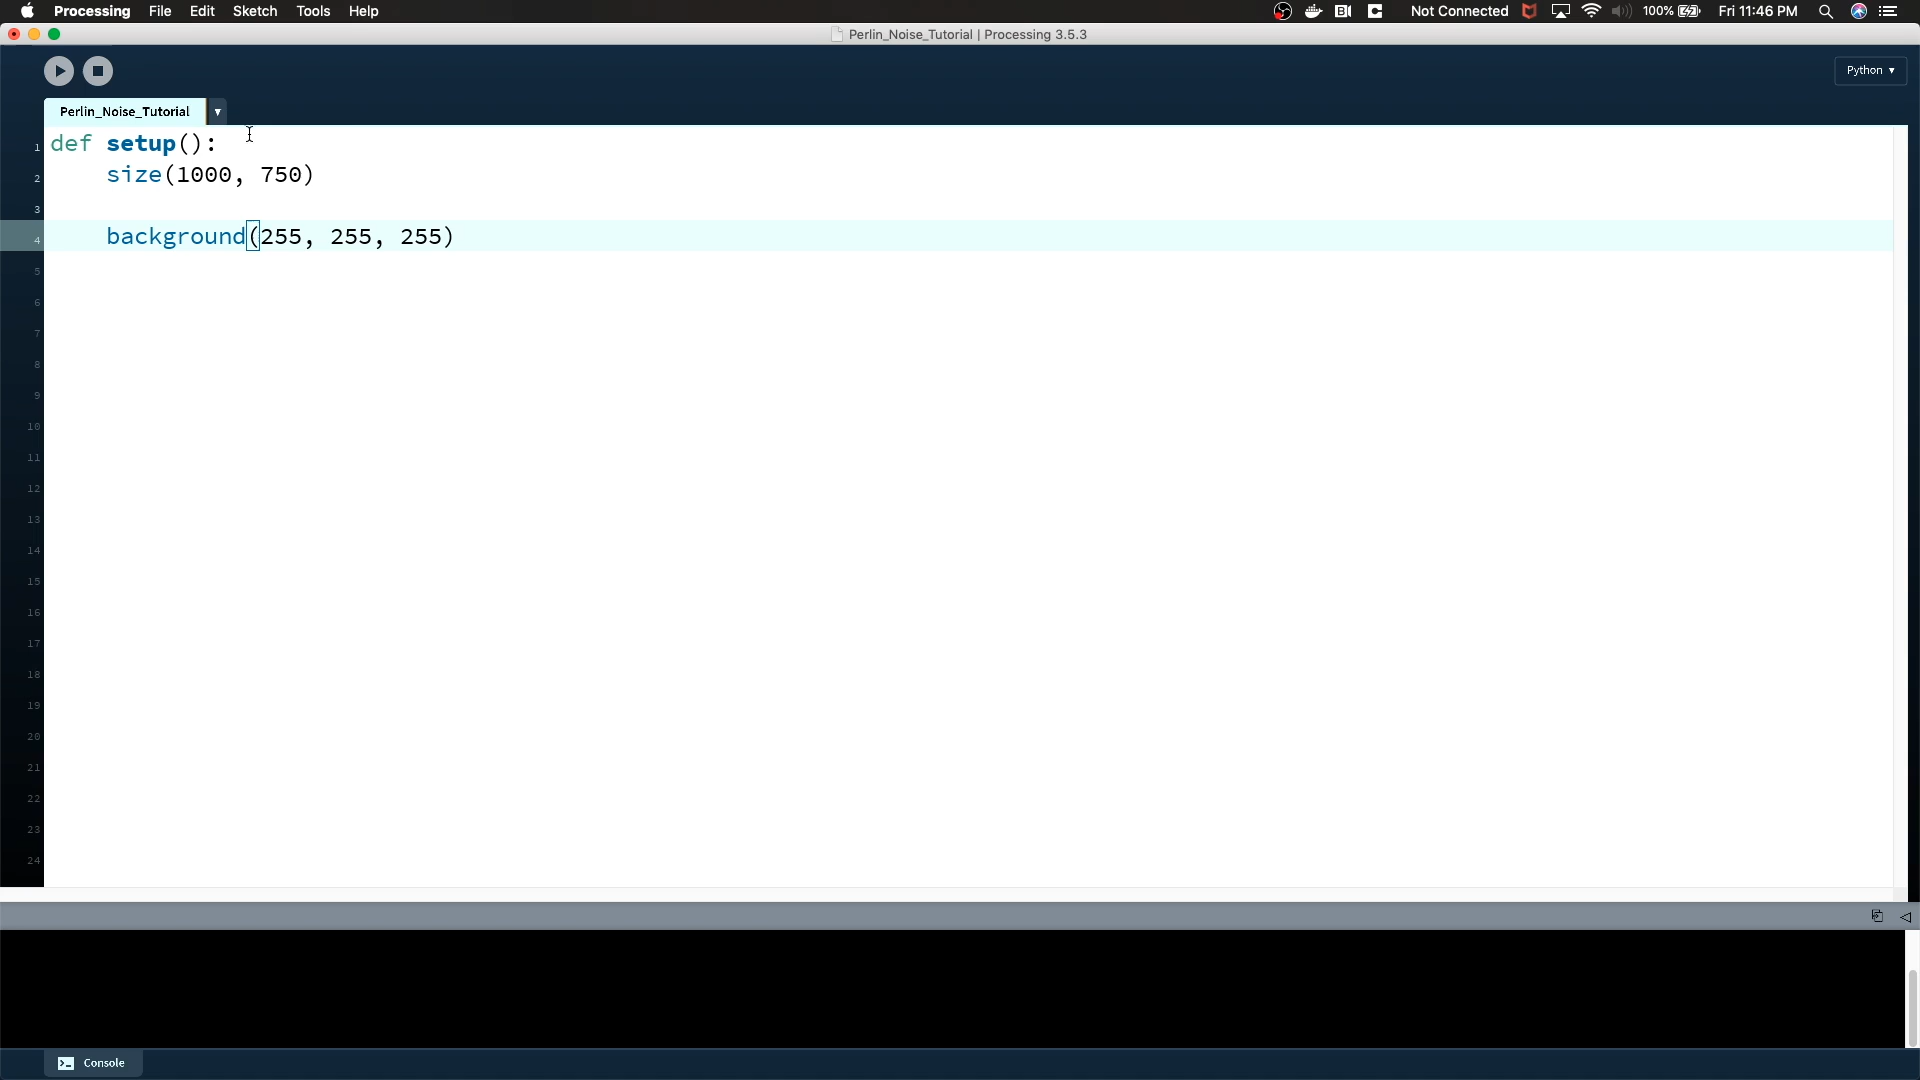 Processing File Edit Sketch Tools Help Not Connected 100% Fri 11:46 PM
Perlin_Noise_Tutorial | Processing 3.5.3
Python ▾
Perlin_Noise_Tutorial ▾
1 def setup():
2 size(1000, 750)
3
4 background(255, 255, 255)
5
6
7
8
9
10
11
12
13
14
15
16
17
18
19
20
21
22
23
24
Console